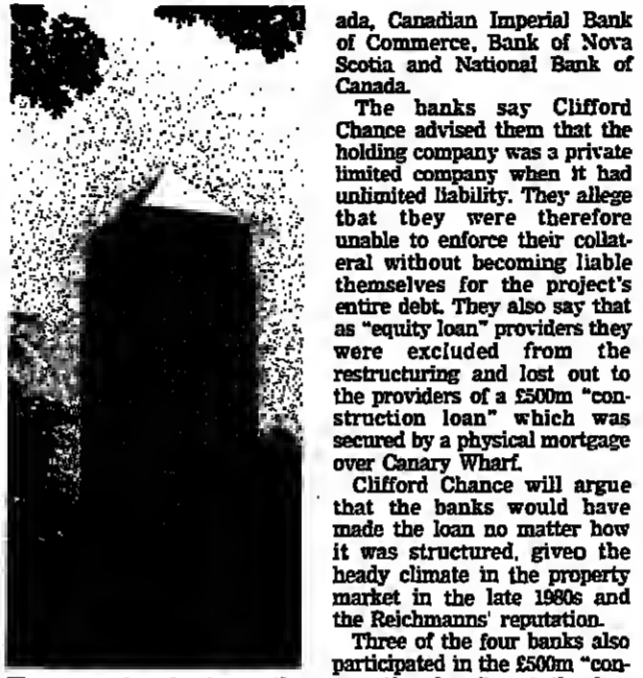 ada, Canadian Imperial Bank
of Commerce, Bank of Nova
Scotia and National Bank of
Canada.
The banks say Clifford
Chance advised them that the
holding company was a private
limited company when it had
unlimited liability. They allege
that they were therefore
unable to enforce their collat-
eral without becoming liable
themselves for the project's
entire debt. They also say that
as "equity loan" providers they
were excluded from the
restructuring and lost out to
the providers of a £500m "con-
struction loan" which was
secured by a physical mortgage
over Canary Wharf.
Clifford Chance will argue
that the banks would have
made the loan no matter how
it was structured, given the
heady climate in the property
market in the late 1980s and
the Reichmanns' reputation.
Three of the four banks also
participated in the £500m "con-